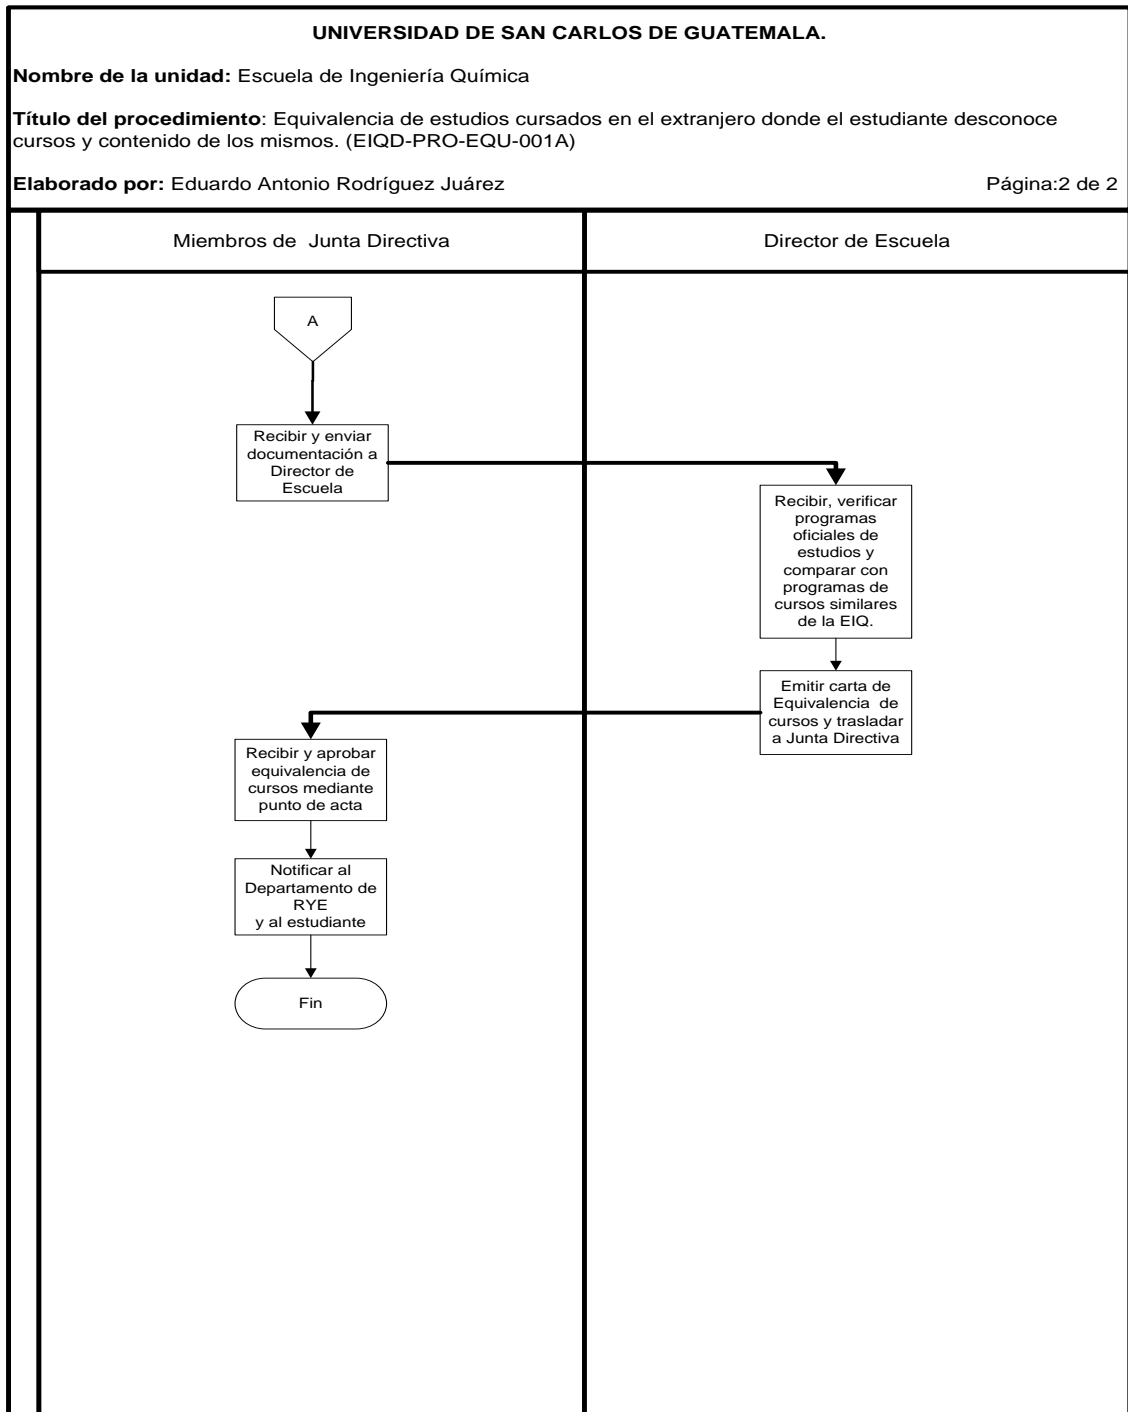 UNIVERSIDAD DE SAN CARLOS DE GUATEMALA.
Nombre de la unidad: Escuela de Ingeniería Química
Título del procedimiento: Equivalencia de estudios cursados en el extranjero donde el estudiante desconoce
cursos y contenido de los mismos. (EIQD-PRO-EQU-001A)
Elaborado por: Eduardo Antonio Rodríguez Juárez Página:2 de 2
Miembros de Junta Directiva
Director de Escuela
A
Recibir y enviar
documentación a
Director de
Escuela
Recibir, verificar
programas
oficiales de
estudios y
comparar con
programas de
cursos similares
de la EIQ.
Emitir carta de
Equivalencia de
cursos y trasladar
a Junta Directiva
Recibir y aprobar
equivalencia de
cursos mediante
punto de acta
Notificar al
Departamento de
RYE
y al estudiante
Fin